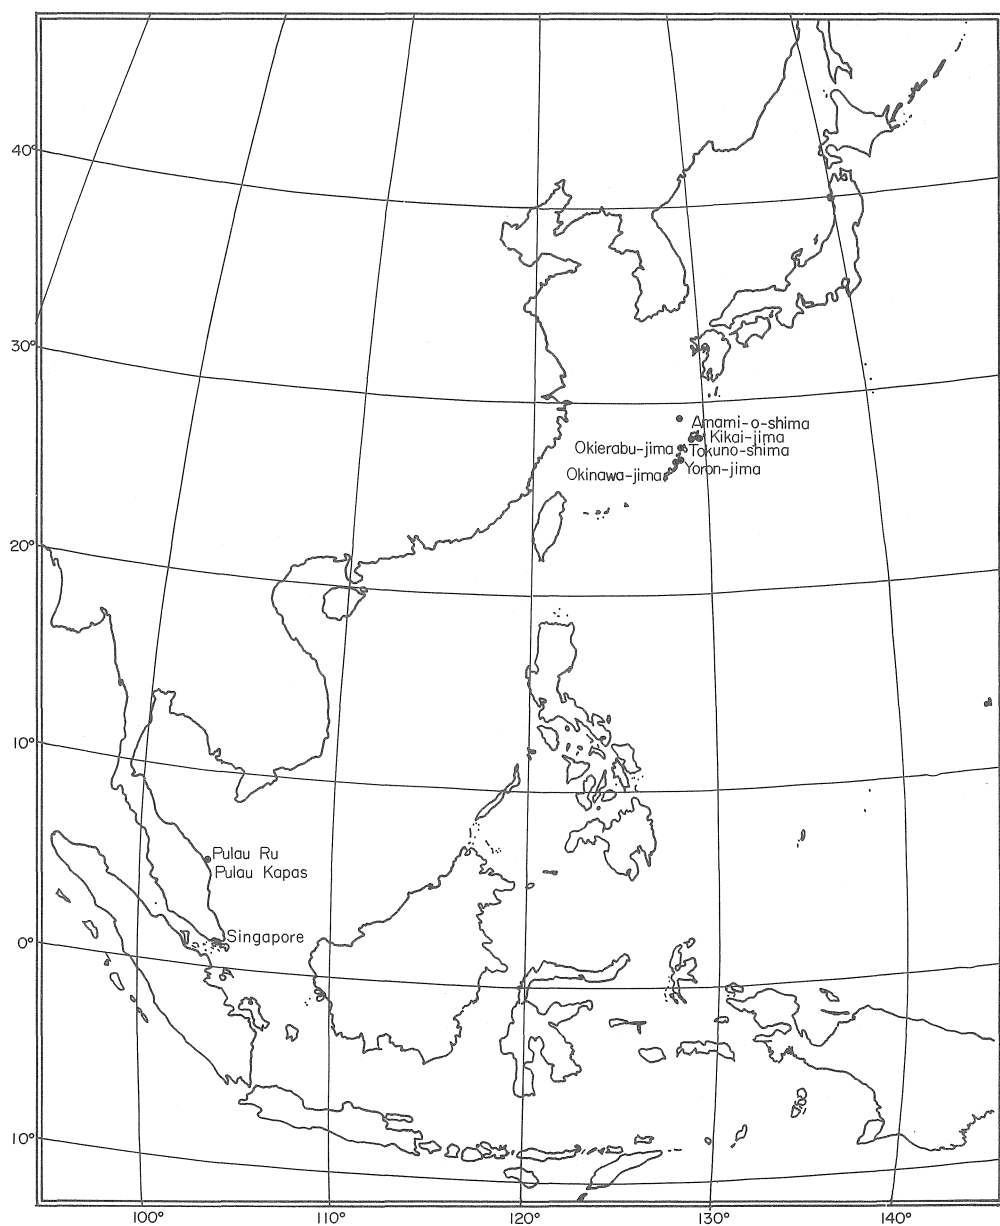 40°
30°
Amami-o-shima
Kikai-jima
Okierabu-jima
Tokuno-shima
Okinawa-jima
Yoron-jima
20°
10°
Pulau Ru
Pulau Kapas
0°
Singapore
10°
100°
110°
120°
130°
140°